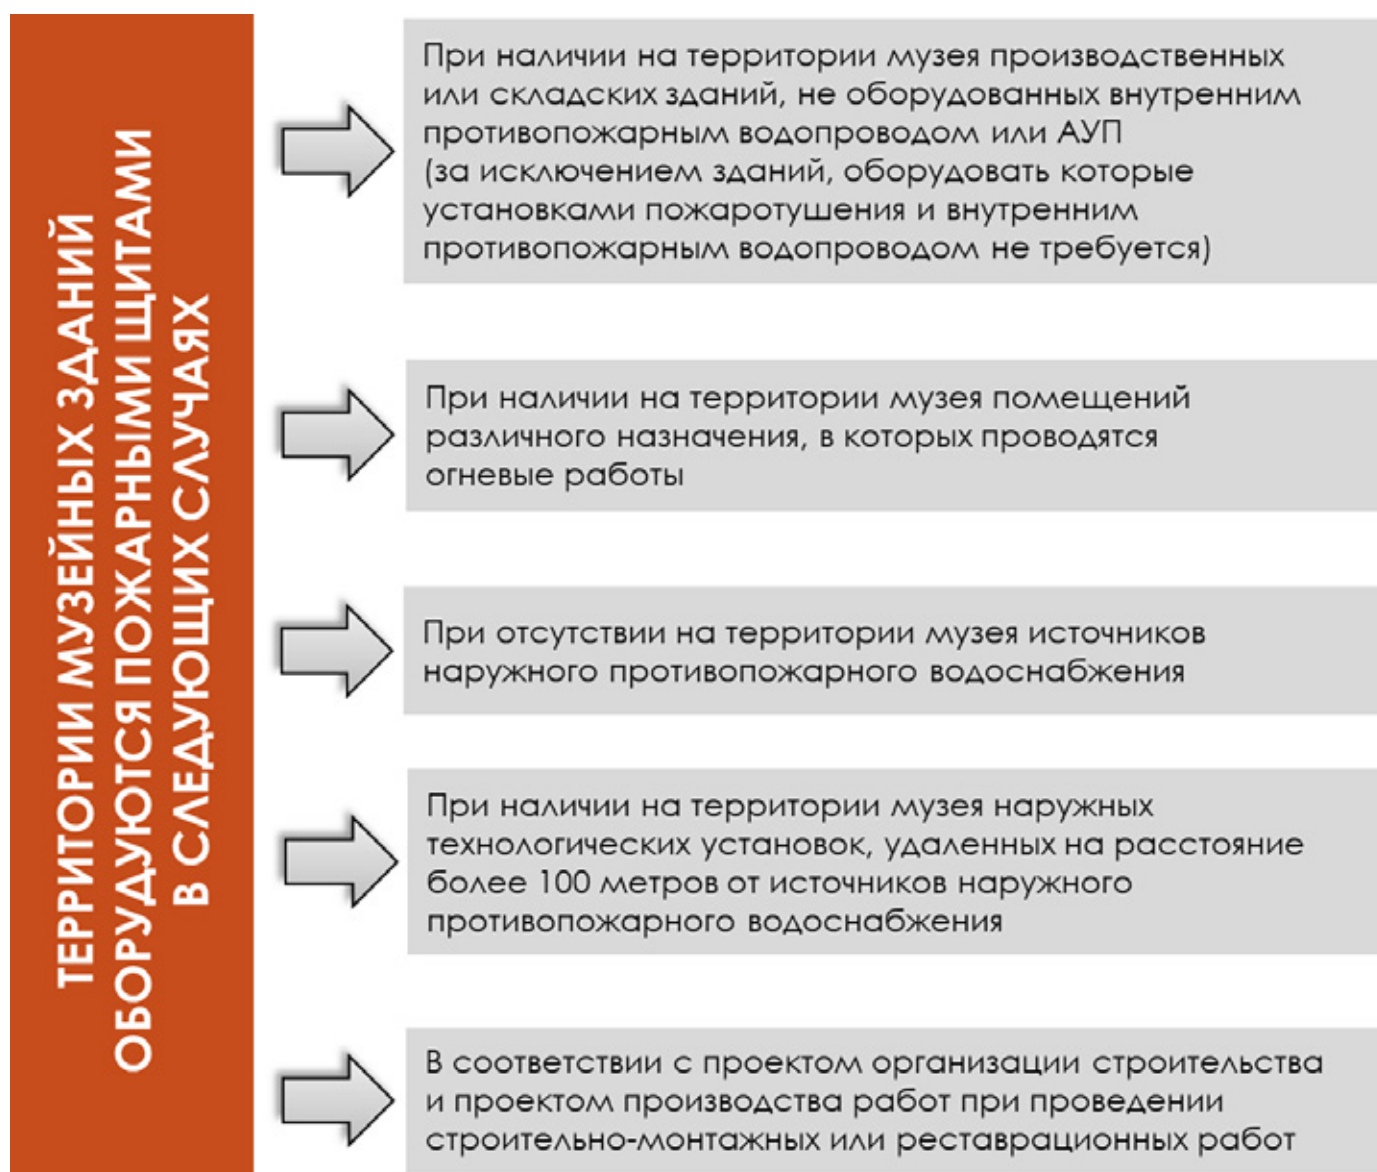 ТЕРРИТОРИИ МУЗЕЙНЫХ ЗДАНИЙ
ОБОРУДУЮТСЯ ПОЖАРНЫМИ ЩИТАМИ
В СЛЕДУЮЩИХ СЛУЧАЯХ
При наличии на территории музея производственных
или складских зданий, не оборудованных внутренним
противопожарным водопроводом или АУП
(за исключением зданий, оборудовать которые
установками пожаротушения и внутренним
противопожарным водопроводом не требуется)
При наличии на территории музея помещений
различного назначения, в которых проводятся
огневые работы
При отсутствии на территории музея источников
наружного противопожарного водоснабжения
При наличии на территории музея наружных
технологических установок, удаленных на расстояние
более 100 метров от источников наружного
противопожарного водоснабжения
В соответствии с проектом организации строительства
и проектом производства работ при проведении
строительно-монтажных или реставрационных работ